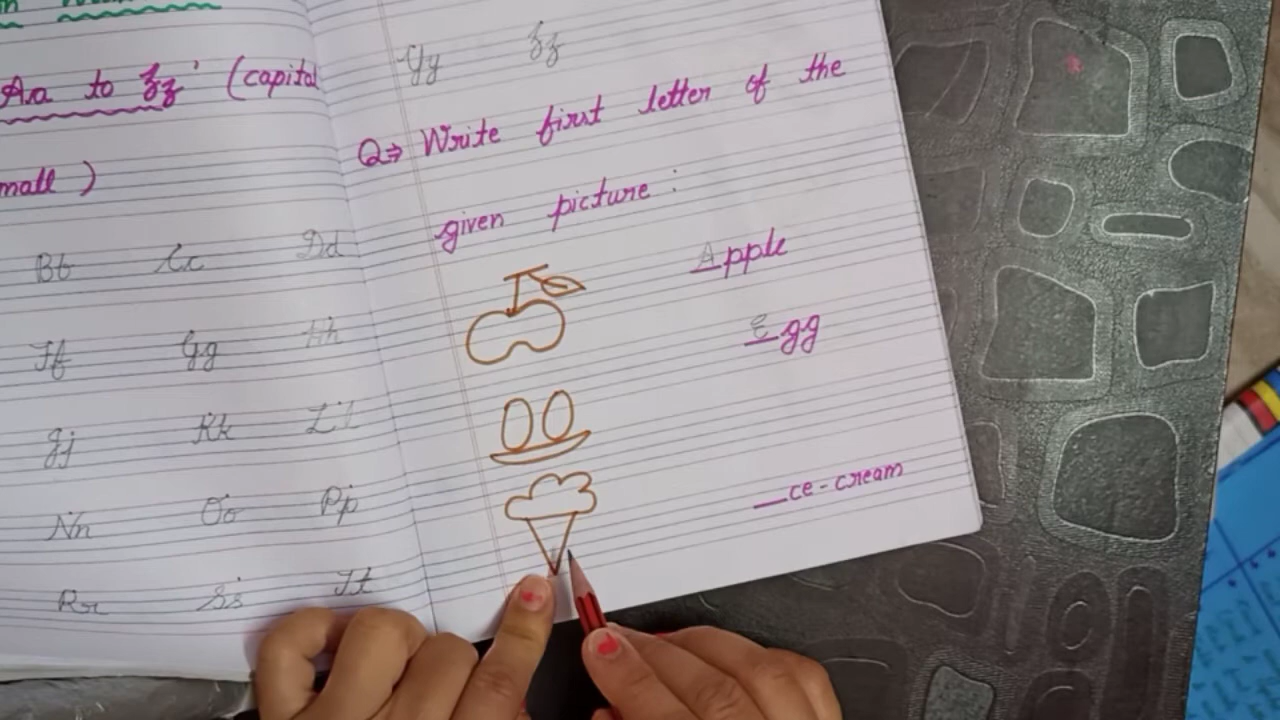 Aa to Zz' (capital
mall )
Bb Cc Dd
Ff Gg Hh
Jj Kk Ll
Nn Oo Pp
Rr Ss Tt
Yy Zz
Q⇒ Write first letter of the
given picture :
Apple
Egg
__ce-cream